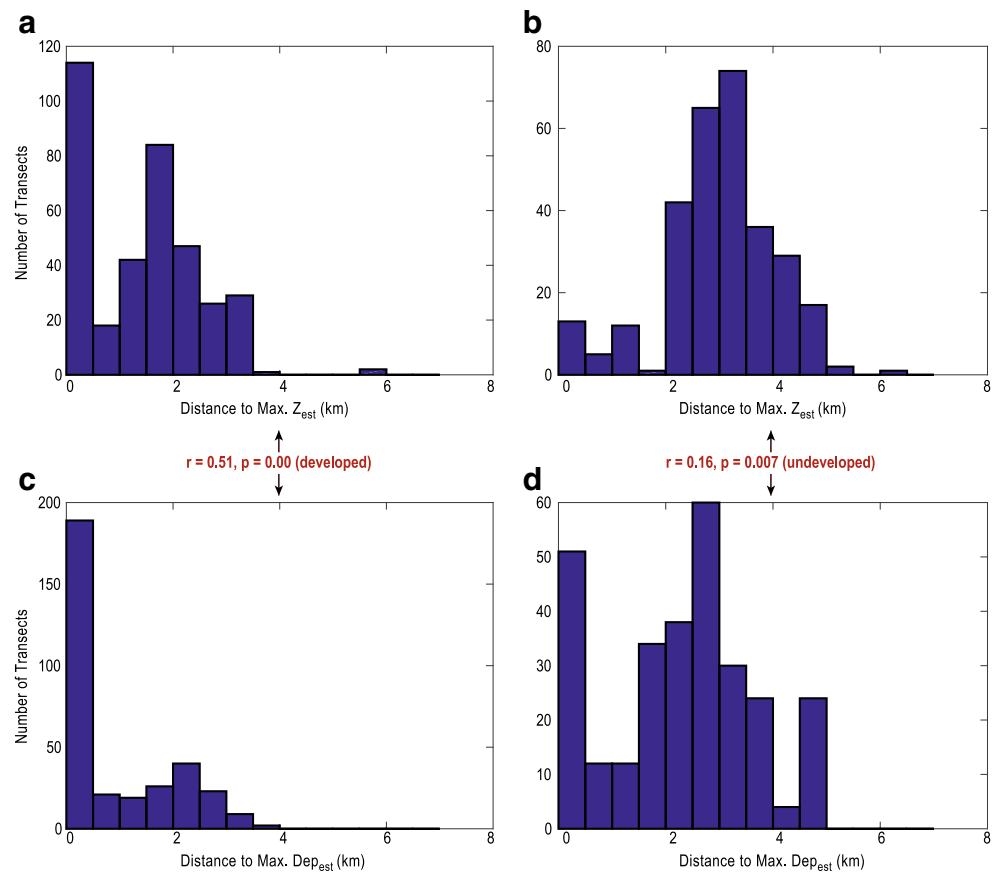 a
120
100
80
60
40
20
0
Number of Transects
0 2 4 6 8
Distance to Max. Zest (km)
b
80
60
40
20
0
0 2 4 6 8
Distance to Max. Zest (km)
r = 0.51, p = 0.00 (developed)
r = 0.16, p = 0.007 (undeveloped)
c
200
150
100
50
0
Number of Transects
0 2 4 6 8
Distance to Max. Depest (km)
d
60
50
40
30
20
10
0
0 2 4 6 8
Distance to Max. Depest (km)